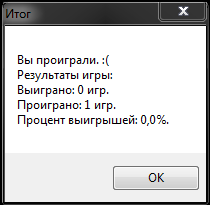 Итог
Вы проиграли. :(
Результаты игры:
Выиграно: 0 игр.
Проиграно: 1 игр.
Процент выигрышей: 0,0%.
OK